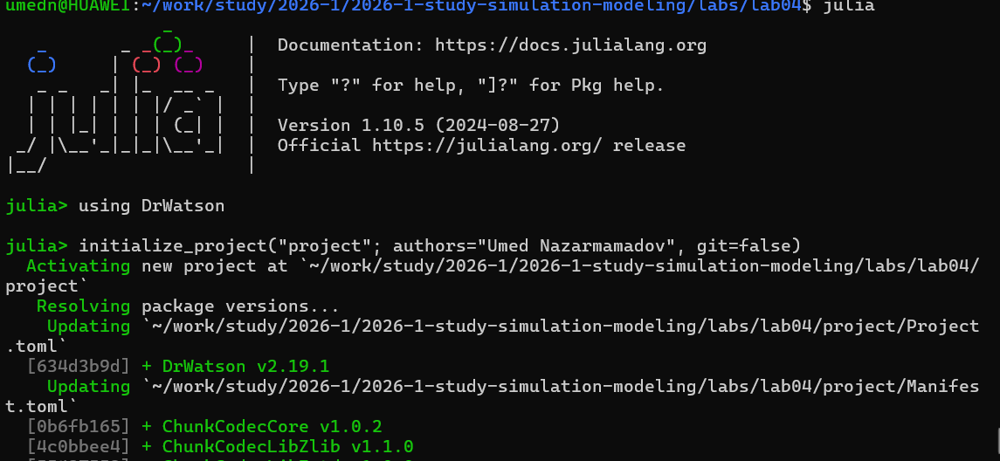 umedn@HUAWEI:~/work/study/2026-1/2026-1-study-simulation-modeling/labs/lab04$ julia
Documentation: https://docs.julialang.org
Type "?" for help, "]?" for Pkg help.
Version 1.10.5 (2024-08-27)
Official https://julialang.org/ release
julia> using DrWatson
julia> initialize_project("project"; authors="Umed Nazarmamadov", git=false)
Activating new project at `~/work/study/2026-1/2026-1-study-simulation-modeling/labs/lab04/
project`
Resolving package versions...
Updating `~/work/study/2026-1/2026-1-study-simulation-modeling/labs/lab04/project/Project
.toml`
[634d3b9d] + DrWatson v2.19.1
Updating `~/work/study/2026-1/2026-1-study-simulation-modeling/labs/lab04/project/Manifes
t.toml`
[0b6fb165] + ChunkCodecCore v1.0.2
[4c0bbee4] + ChunkCodecLibZlib v1.1.0